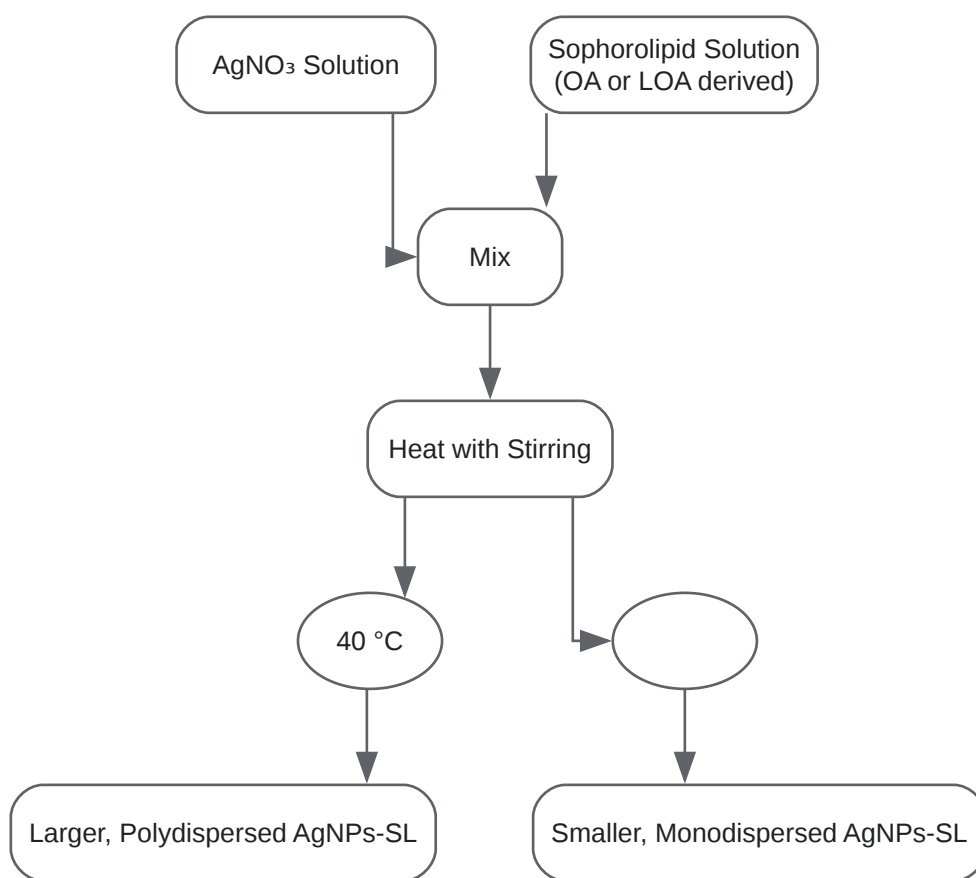 AgNO₃ Solution
Sophorolipid Solution
(OA or LOA derived)
Mix
Heat with Stirring
40 °C
Larger, Polydispersed AgNPs-SL
Smaller, Monodispersed AgNPs-SL